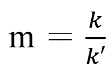 m = k/k′